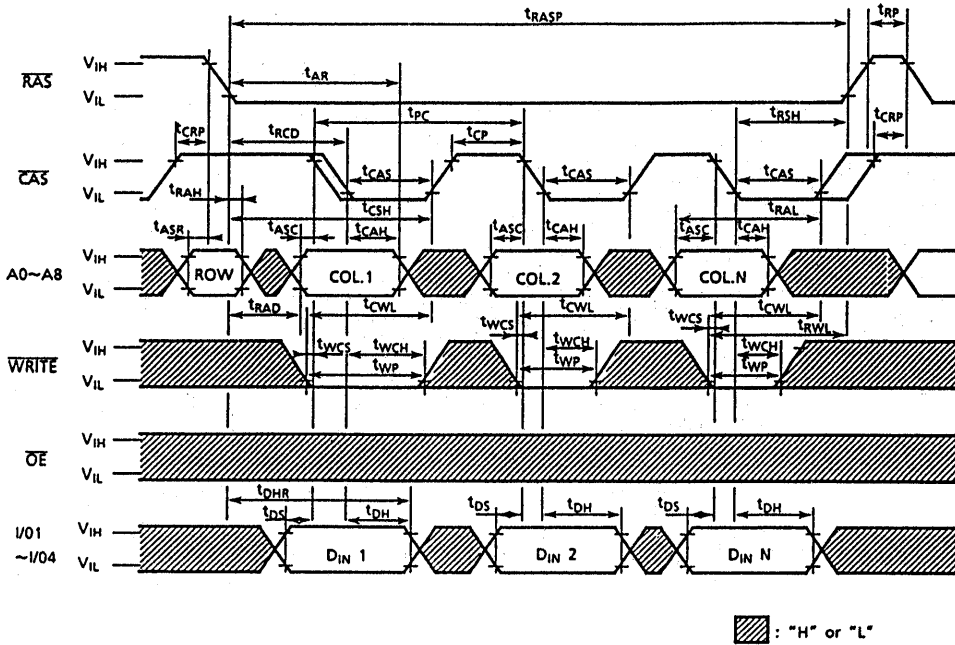 tRASP
tRP
RAS
VIH
VIL
tAR
tPC
tRSH
tCRP
tCRP
tRCD
tCP
CAS
VIH
VIL
tCAS
tCAS
tCAS
tRAH
tCSH
tRAL
tASR
tASC
tCAH
tASC
tCAH
tASC
tCAH
A0~A8
VIH
VIL
ROW
COL.1
COL.2
COL.N
tRAD
tCWL
tCWL
tCWL
tWCS
tWCS
tRWL
WRITE
VIH
VIL
tWCS
tWCH
tWCH
tWCH
tWP
tWP
tWP
OE
VIH
VIL
tDHR
tDS
tDH
tDS
tDH
tDS
tDH
I/01
~I/04
VIH
VIL
DIN 1
DIN 2
DIN N
: "H" or "L"